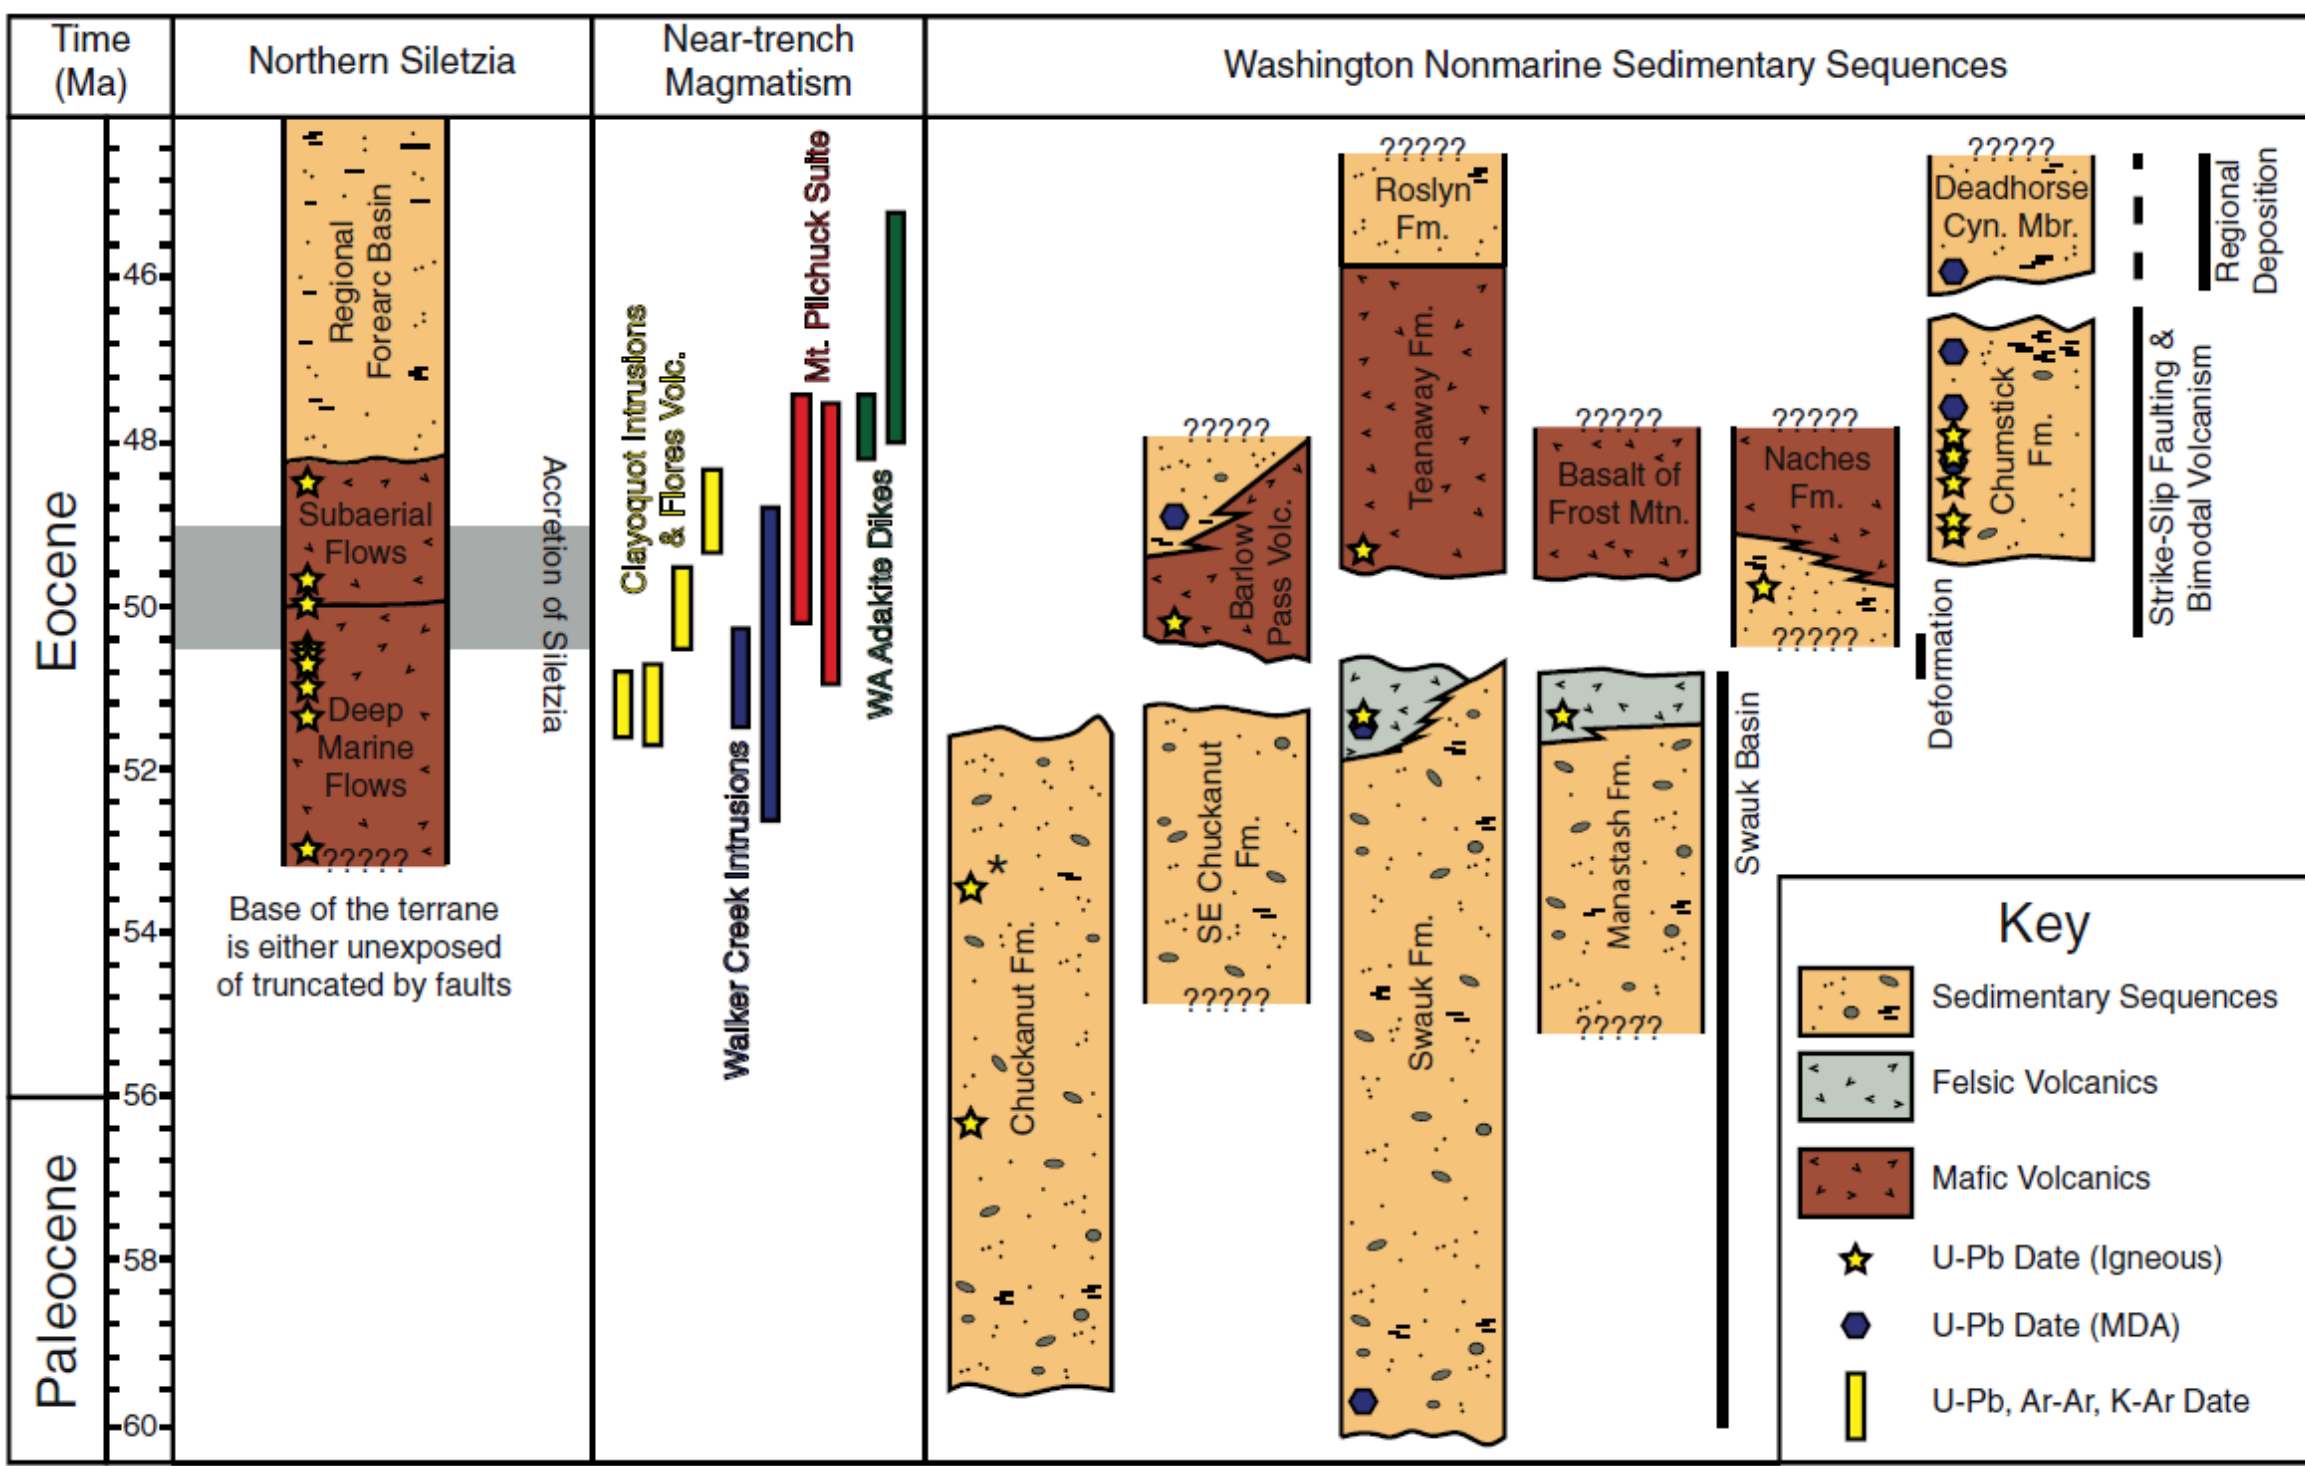 Time
(Ma)
Northern Siletzia
Near-trench
Magmatism
Washington Nonmarine Sedimentary Sequences
Eocene
Paleocene
46
48
50
52
54
56
58
60
Regional
Forearc Basin
Subaerial
Flows
Deep
Marine
Flows
?????
Base of the terrane
is either unexposed
of truncated by faults
Accretion of Siletzia
Clayoquot Intrusions
& Flores Volc.
Walker Creek Intrusions
Mt. Pilchuck Suite
WA Adakite Dikes
*
Chuckanut Fm.
?????
Barlow
Pass Volc.
SE Chuckanut
Fm.
?????
?????
Roslyn
Fm.
Teanaway Fm.
Swauk Fm.
?????
Basalt of
Frost Mtn.
Manastash Fm.
?????
?????
Naches
Fm.
?????
?????
Deadhorse
Cyn. Mbr.
Chumstick
Fm.
Swauk Basin
Deformation
Strike-Slip Faulting &
Bimodal Volcanism
Regional
Deposition
Key
Sedimentary Sequences
Felsic Volcanics
Mafic Volcanics
U-Pb Date (Igneous)
U-Pb Date (MDA)
U-Pb, Ar-Ar, K-Ar Date